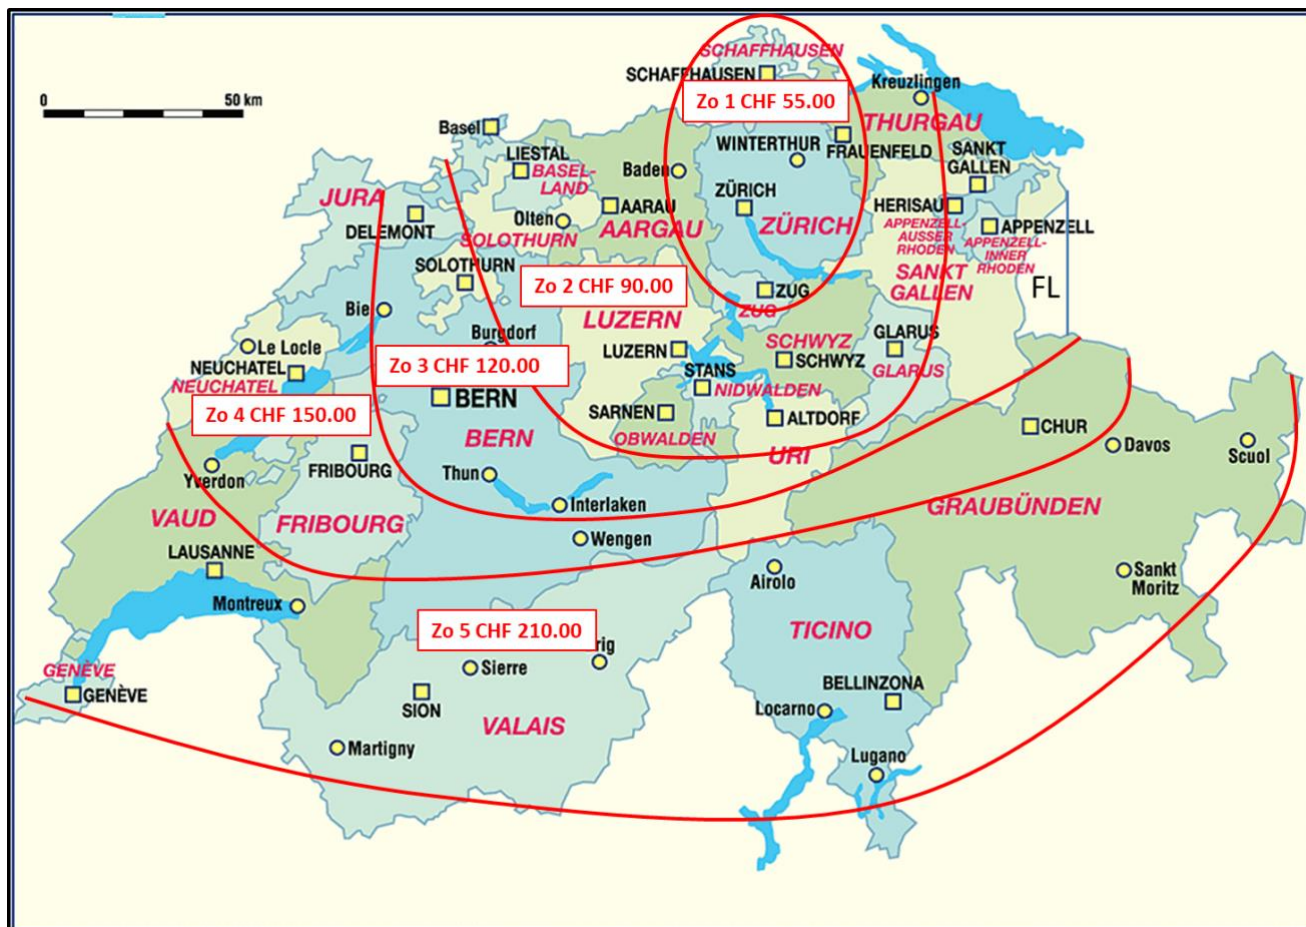 SCHAFFHAUSEN
SCHAFFHAUSEN
Kreuzlingen
0 50 km
Zo 1 CHF 55.00
THURGAU
Basel
WINTERTHUR
FRAUENFELD
SANKT
GALLEN
LIESTAL
BASEL-
LAND
Baden
JURA
ZÜRICH
AARAU
HERISAU
Olten
DELEMONT
SOLOTHURN
AARGAU
ZÜRICH
APPENZELL-
AUSSER
RHODEN
APPENZELL
APPENZELL-
INNER
RHODEN
SOLOTHURN
SANKT
GALLEN
FL
Zo 2 CHF 90.00
ZUG
ZUG
Bie
LUZERN
Burgdorf
SCHWYZ
GLARUS
Le Locle
LUZERN
SCHWYZ
NEUCHATEL
NEUCHATEL
Zo 3 CHF 120.00
STANS
NIDWALDEN
GLARUS
BERN
Zo 4 CHF 150.00
SARNEN
ALTDORF
CHUR
BERN
OBWALDEN
URI
Davos
Scuol
FRIBOURG
Yverdon
Thun
Interlaken
VAUD
FRIBOURG
GRAUBÜNDEN
Wengen
LAUSANNE
Airolo
Sankt
Moritz
Montreux
Zo 5 CHF 210.00
TICINO
rig
GENÈVE
Sierre
GENÈVE
BELLINZONA
SION
Locarno
VALAIS
Martigny
Lugano